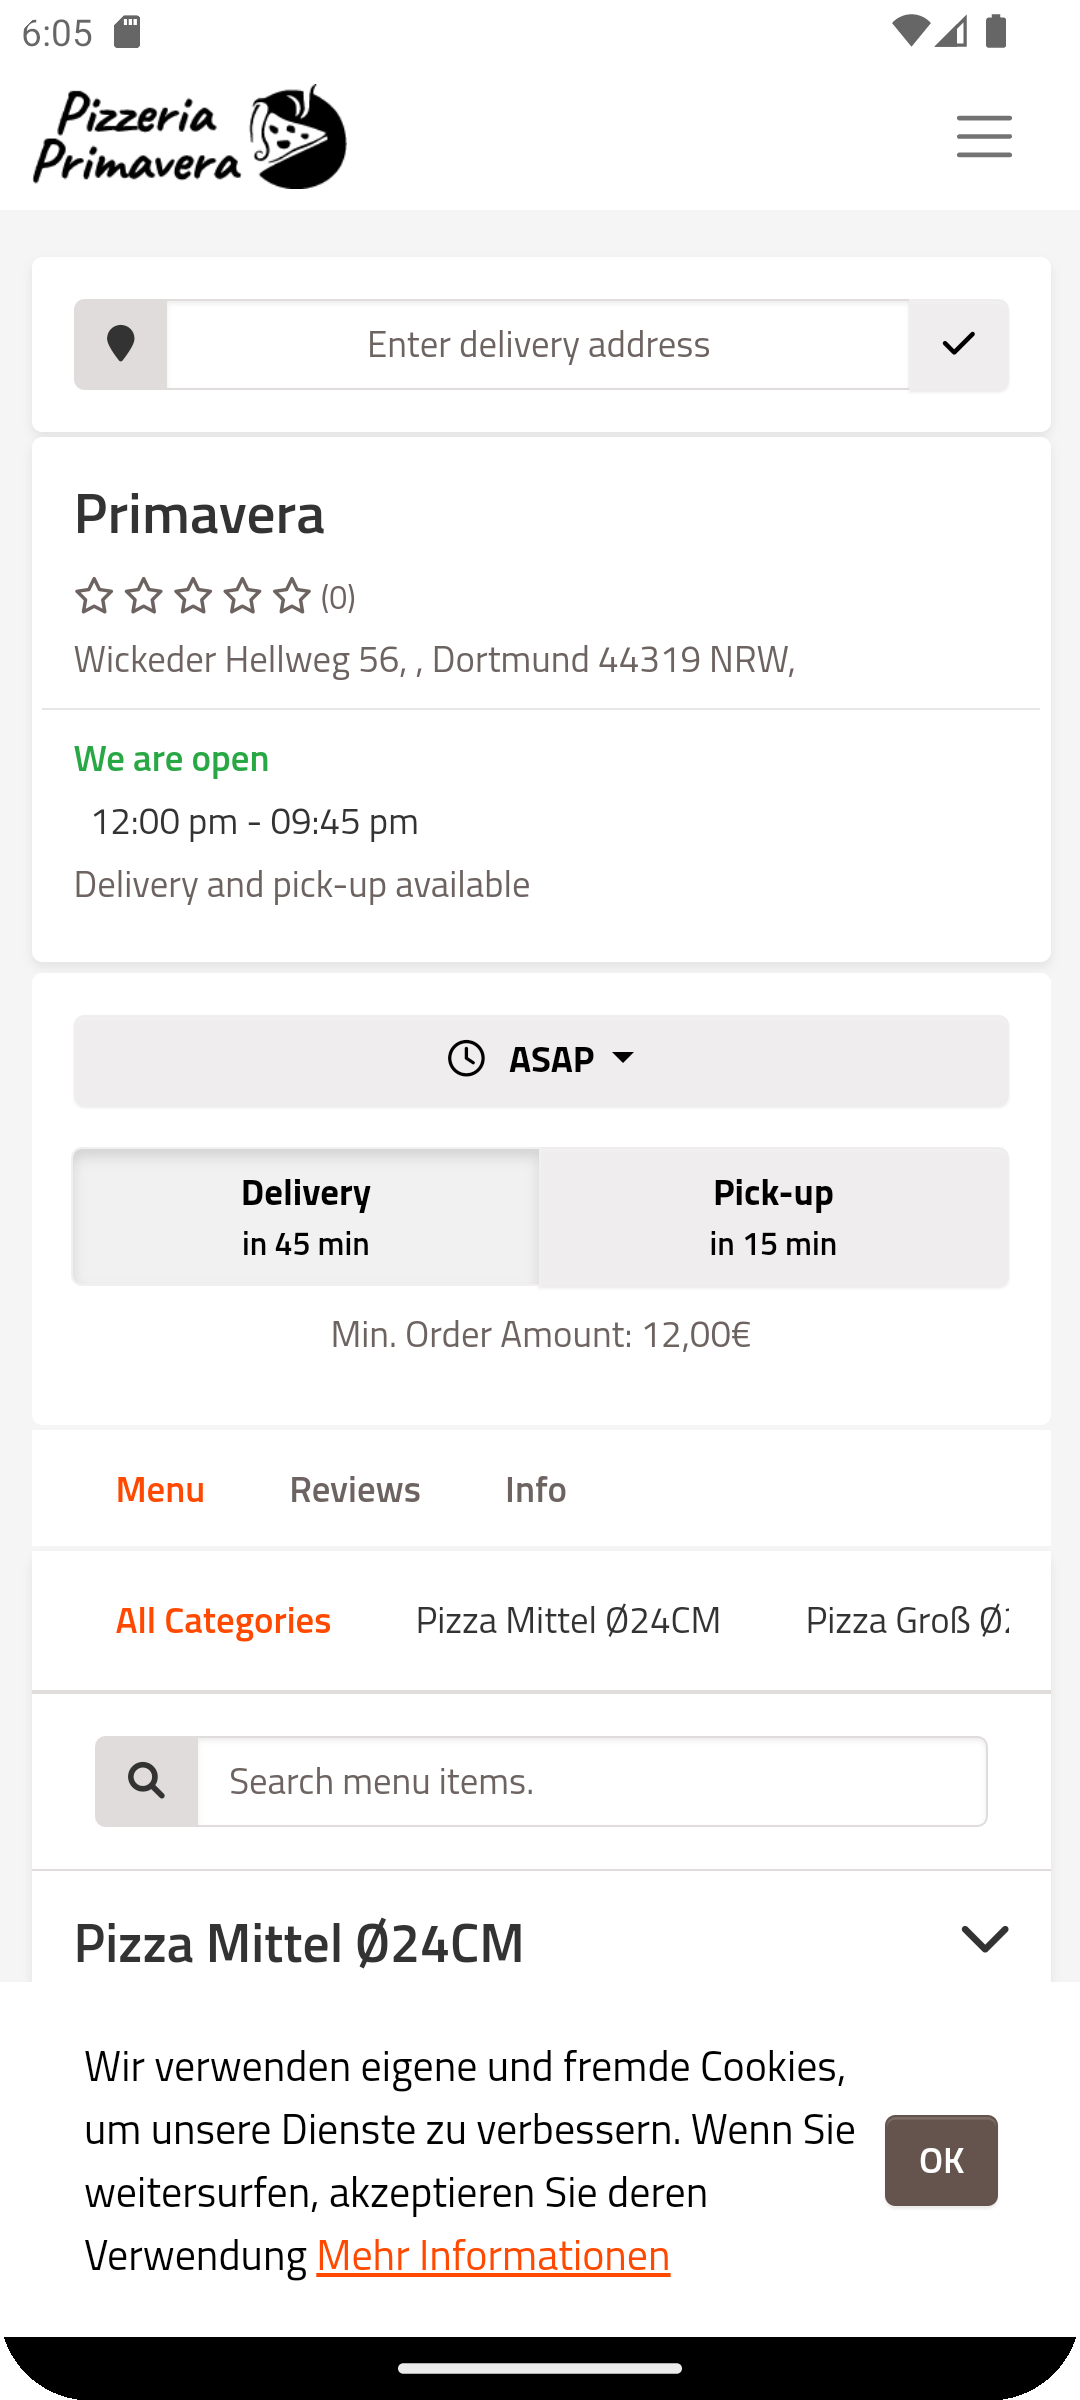 6:05
Pizzeria
Primavera
Enter delivery address
Primavera
(0)
Wickeder Hellweg 56, , Dortmund 44319 NRW,
We are open
12:00 pm - 09:45 pm
Delivery and pick-up available
ASAP
Delivery
in 45 min
Pick-up
in 15 min
Min. Order Amount: 12,00€
Menu Reviews Info
All Categories Pizza Mittel Ø24CM Pizza Groß
Search menu items.
Pizza Mittel Ø24CM
Wir verwenden eigene und fremde Cookies,
um unsere Dienste zu verbessern. Wenn Sie
weitersurfen, akzeptieren Sie deren
Verwendung Mehr Informationen
OK